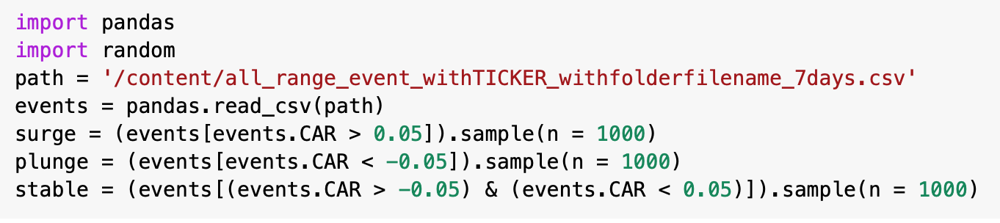 import pandas
import random
path = '/content/all_range_event_withTICKER_withfolderfilename_7days.csv'
events = pandas.read_csv(path)
surge = (events[events.CAR > 0.05]).sample(n = 1000)
plunge = (events[events.CAR < -0.05]).sample(n = 1000)
stable = (events[(events.CAR > -0.05) & (events.CAR < 0.05)]).sample(n = 1000)